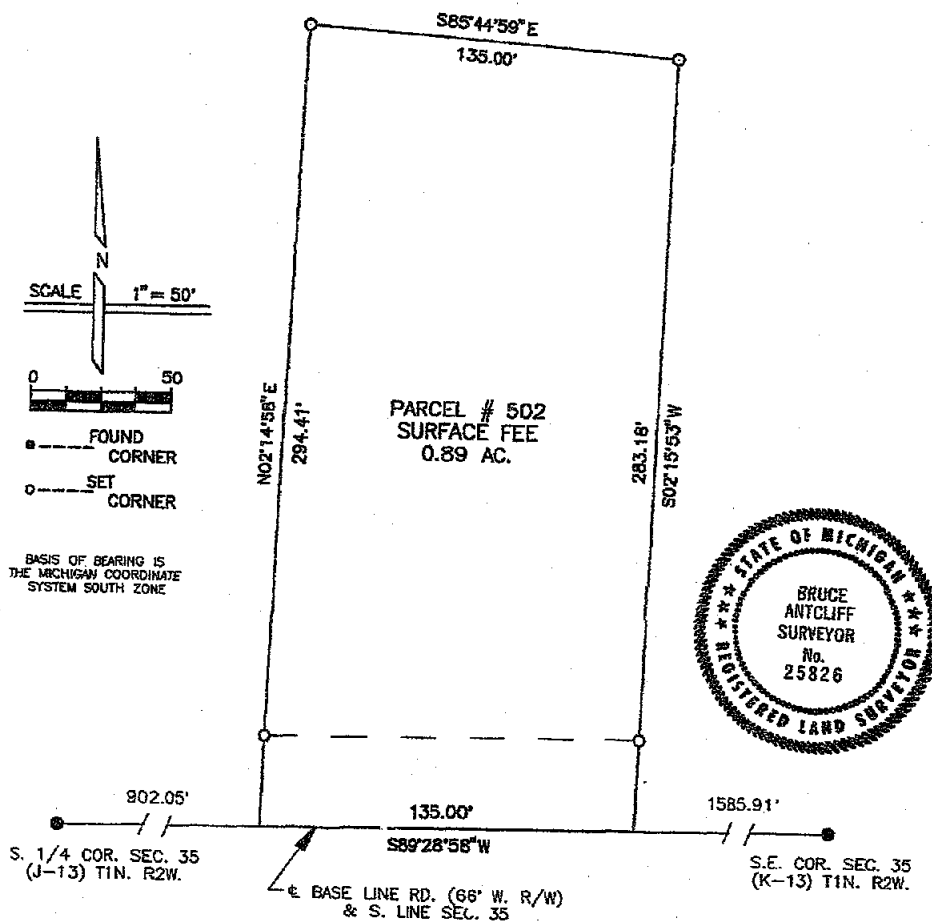 S85°44'59"E
135.00'
N
SCALE 1"= 50'
0 50
FOUND
CORNER
SET
CORNER
BASIS OF BEARING IS
THE MICHIGAN COORDINATE
SYSTEM SOUTH ZONE
N02°14'58"E
294.41'
PARCEL # 502
SURFACE FEE
0.89 AC.
283.18'
S02°15'53"W
STATE OF MICHIGAN
BRUCE
ANTCLIFF
SURVEYOR
No.
25826
REGISTERED LAND SURVEYOR
902.05'
135.00'
1585.91'
S89°28'58"W
S. 1/4 COR. SEC. 35
(J-13) T1N. R2W.
S.E. COR. SEC. 35
(K-13) T1N. R2W.
℄ BASE LINE RD. (66' W. R/W)
& S. LINE SEC. 35